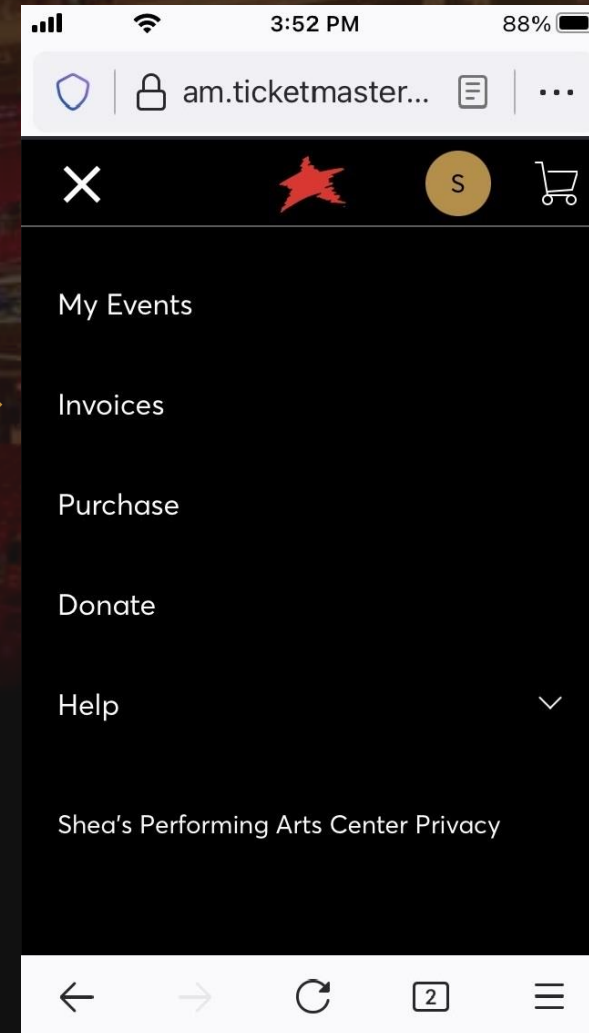 3:52 PM 88%
am.ticketmaster...
S
My Events
Invoices
Purchase
Donate
Help
Shea's Performing Arts Center Privacy
2